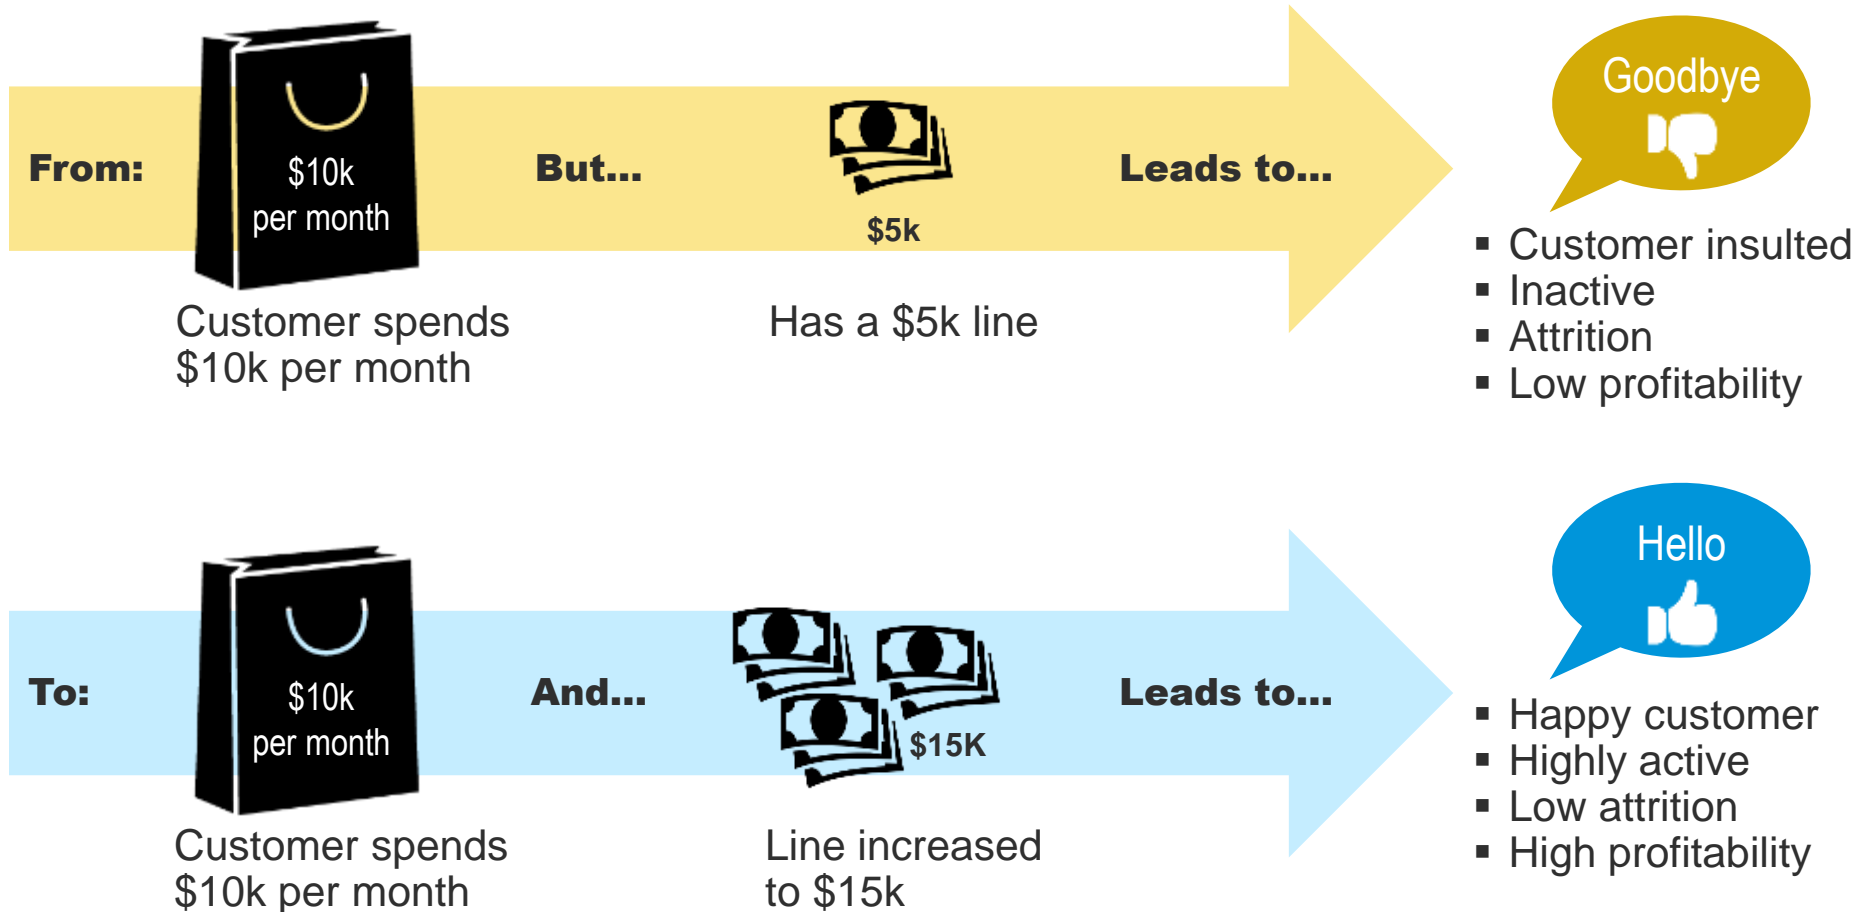 From:
$10k
per month
But...
$5k
Leads to...
Goodbye
Customer spends
$10k per month
Has a $5k line
▪ Customer insulted
▪ Inactive
▪ Attrition
▪ Low profitability
To:
$10k
per month
And...
$15K
Leads to...
Hello
Customer spends
$10k per month
Line increased
to $15k
▪ Happy customer
▪ Highly active
▪ Low attrition
▪ High profitability